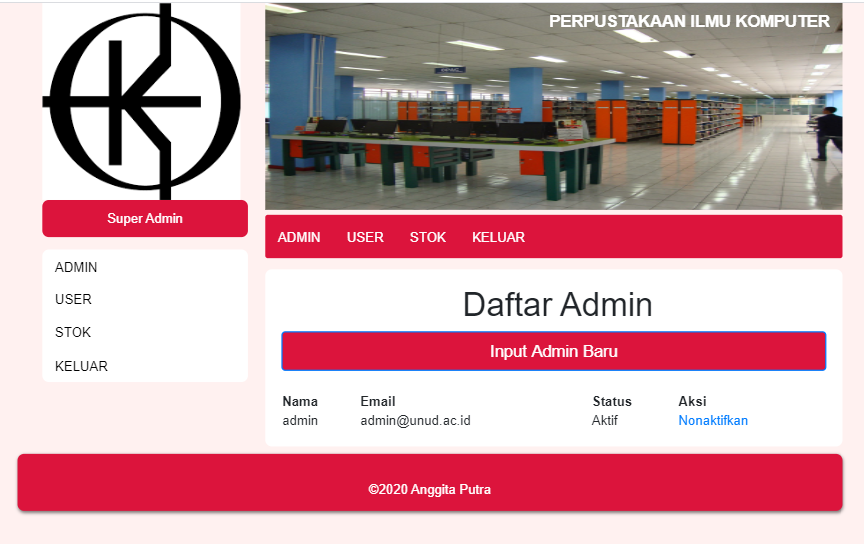 PERPUSTAKAAN ILMU KOMPUTER
Super Admin
ADMIN
USER
STOK
KELUAR
ADMIN USER STOK KELUAR
Daftar Admin
Input Admin Baru
Nama Email Status Aksi
admin admin@unud.ac.id Aktif Nonaktifkan
©2020 Anggita Putra